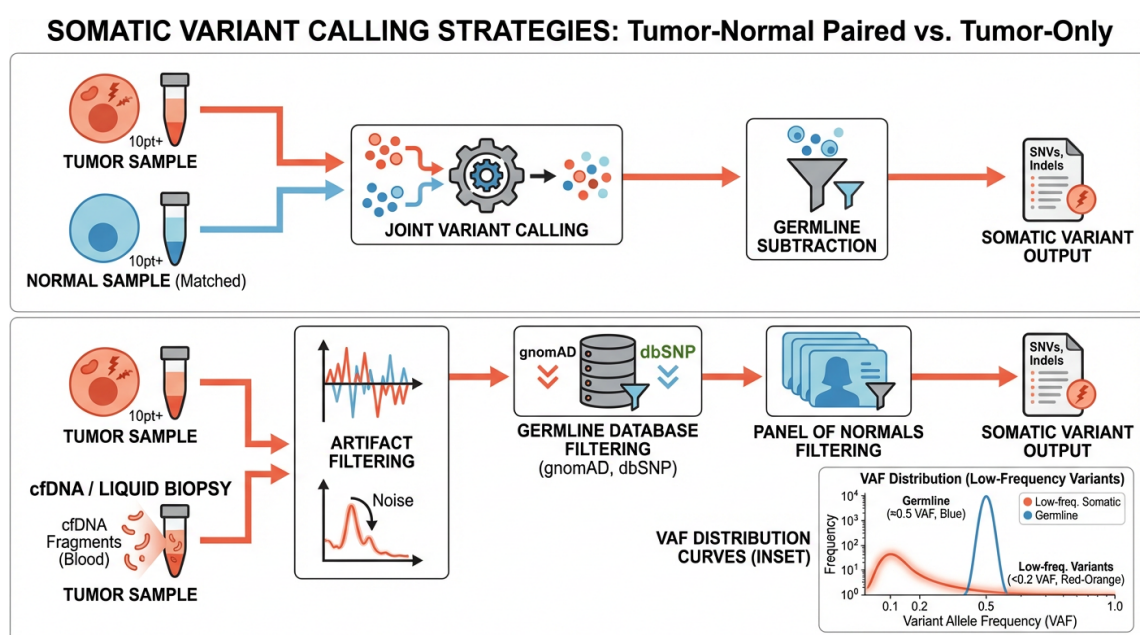 SOMATIC VARIANT CALLING STRATEGIES: Tumor-Normal Paired vs. Tumor-Only
10pt+
TUMOR SAMPLE
10pt+
NORMAL SAMPLE (Matched)
JOINT VARIANT CALLING
GERMLINE
SUBTRACTION
SNVs,
Indels
SOMATIC VARIANT
OUTPUT
10pt+
TUMOR SAMPLE
cfDNA / LIQUID BIOPSY
cfDNA
Fragments
(Blood)
TUMOR SAMPLE
ARTIFACT
FILTERING
Noise
gnomAD
dbSNP
GERMLINE DATABASE
FILTERING
(gnomAD, dbSNP)
PANEL OF NORMALS
FILTERING
SNVs,
Indels
SOMATIC VARIANT
OUTPUT
VAF DISTRIBUTION
CURVES (INSET)
VAF Distribution (Low-Frequency Variants)
Frequency
10⁴
10³
10²
10¹
10⁰
Germline
(≈0.5 VAF, Blue)
Low-freq. Somatic
Germline
Low-freq. Variants
(<0.2 VAF, Red-Orange)
0.1 0.2 0.5 1.0
Variant Allele Frequency (VAF)